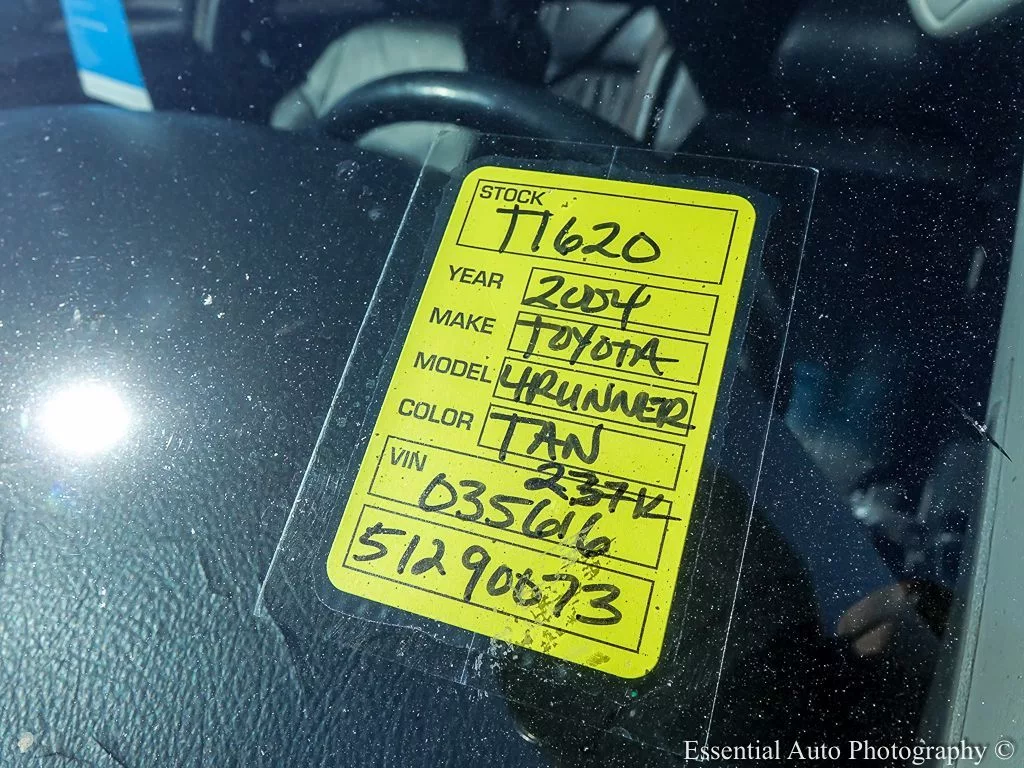 STOCK
T1620
YEAR 2004
MAKE TOYOTA
MODEL 4RUNNER
COLOR TAN
237K
VIN
035616
51290073
Essential Auto Photography ©